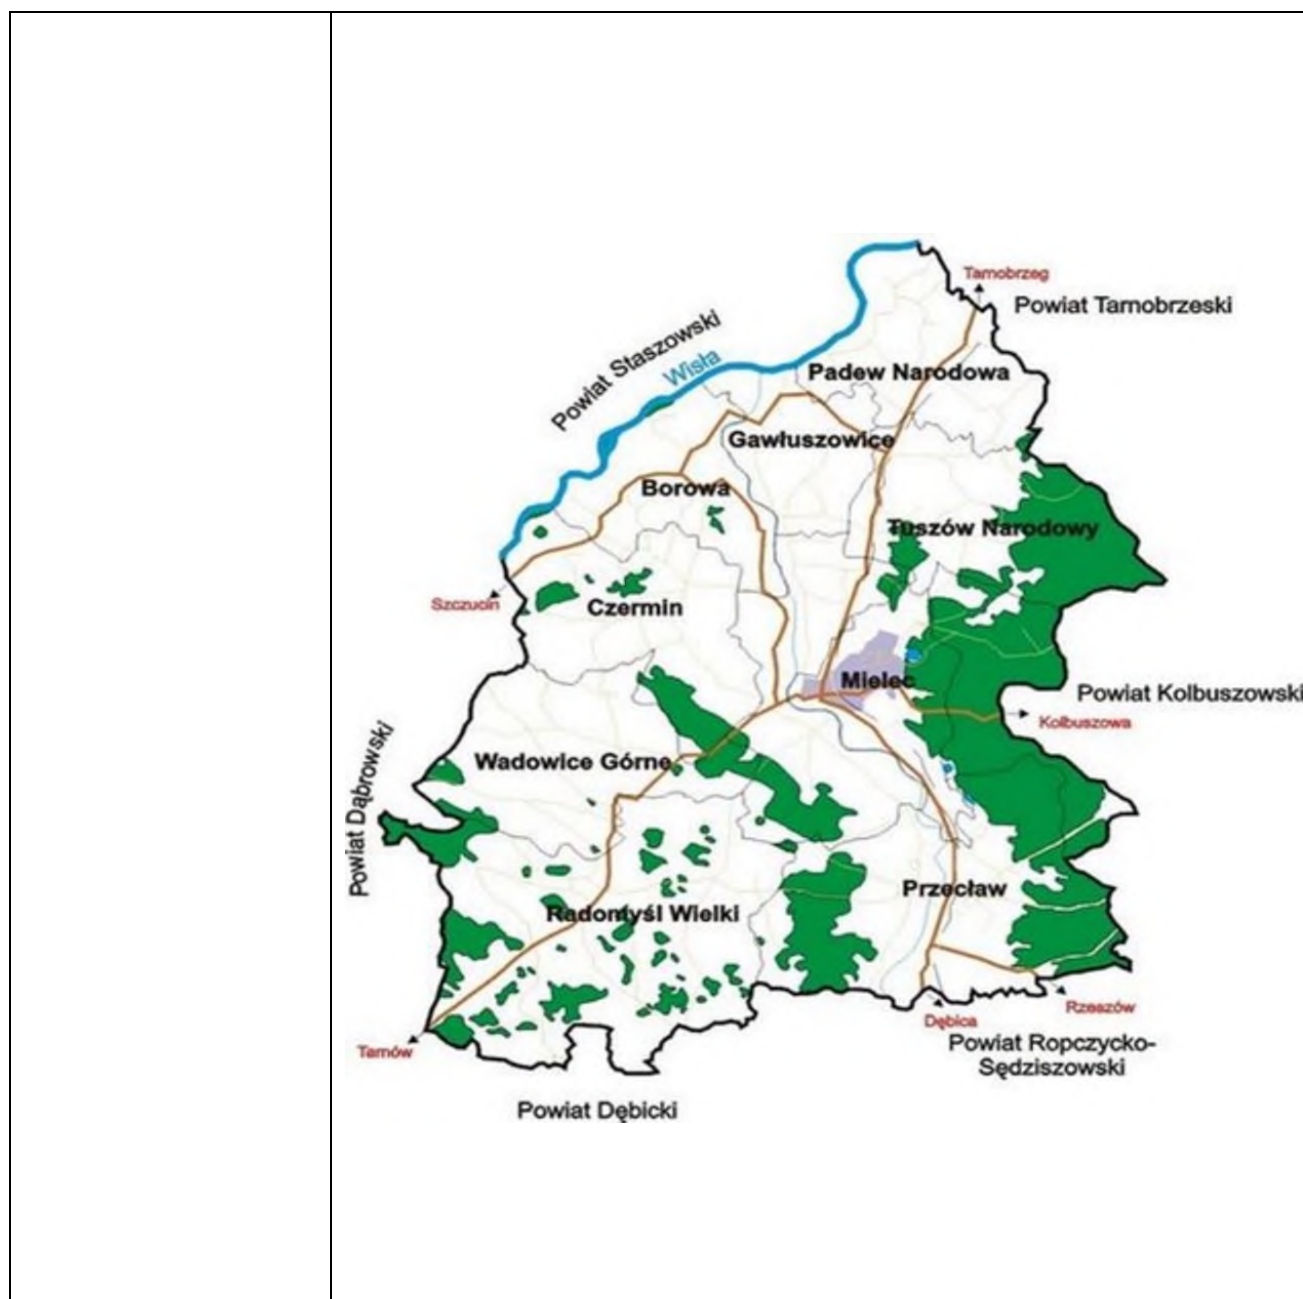 Tarnobrzeg
Powiat Tarnobrzeski
Powiat Staszowski
Wisła
Padew Narodowa
Gawłuszowice
Borowa
Tuszów Narodowy
Szczucin
Czermin
Mielec
Powiat Kolbuszowski
Kolbuszowa
Powiat Dąbrowski
Wadowice Górne
Przecław
Radomyśl Wielki
Rzeszów
Dębica
Powiat Ropczycko-
Sędziszowski
Tarnów
Powiat Dębicki